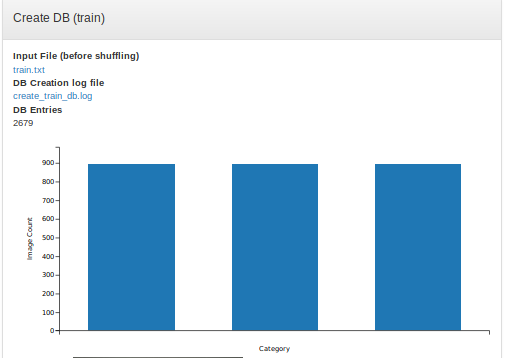 Create DB (train)
Input File (before shuffling)
train.txt
DB Creation log file
create_train_db.log
DB Entries
2679
900
800
700
600
500
400
300
200
100
0
Image Count
Category